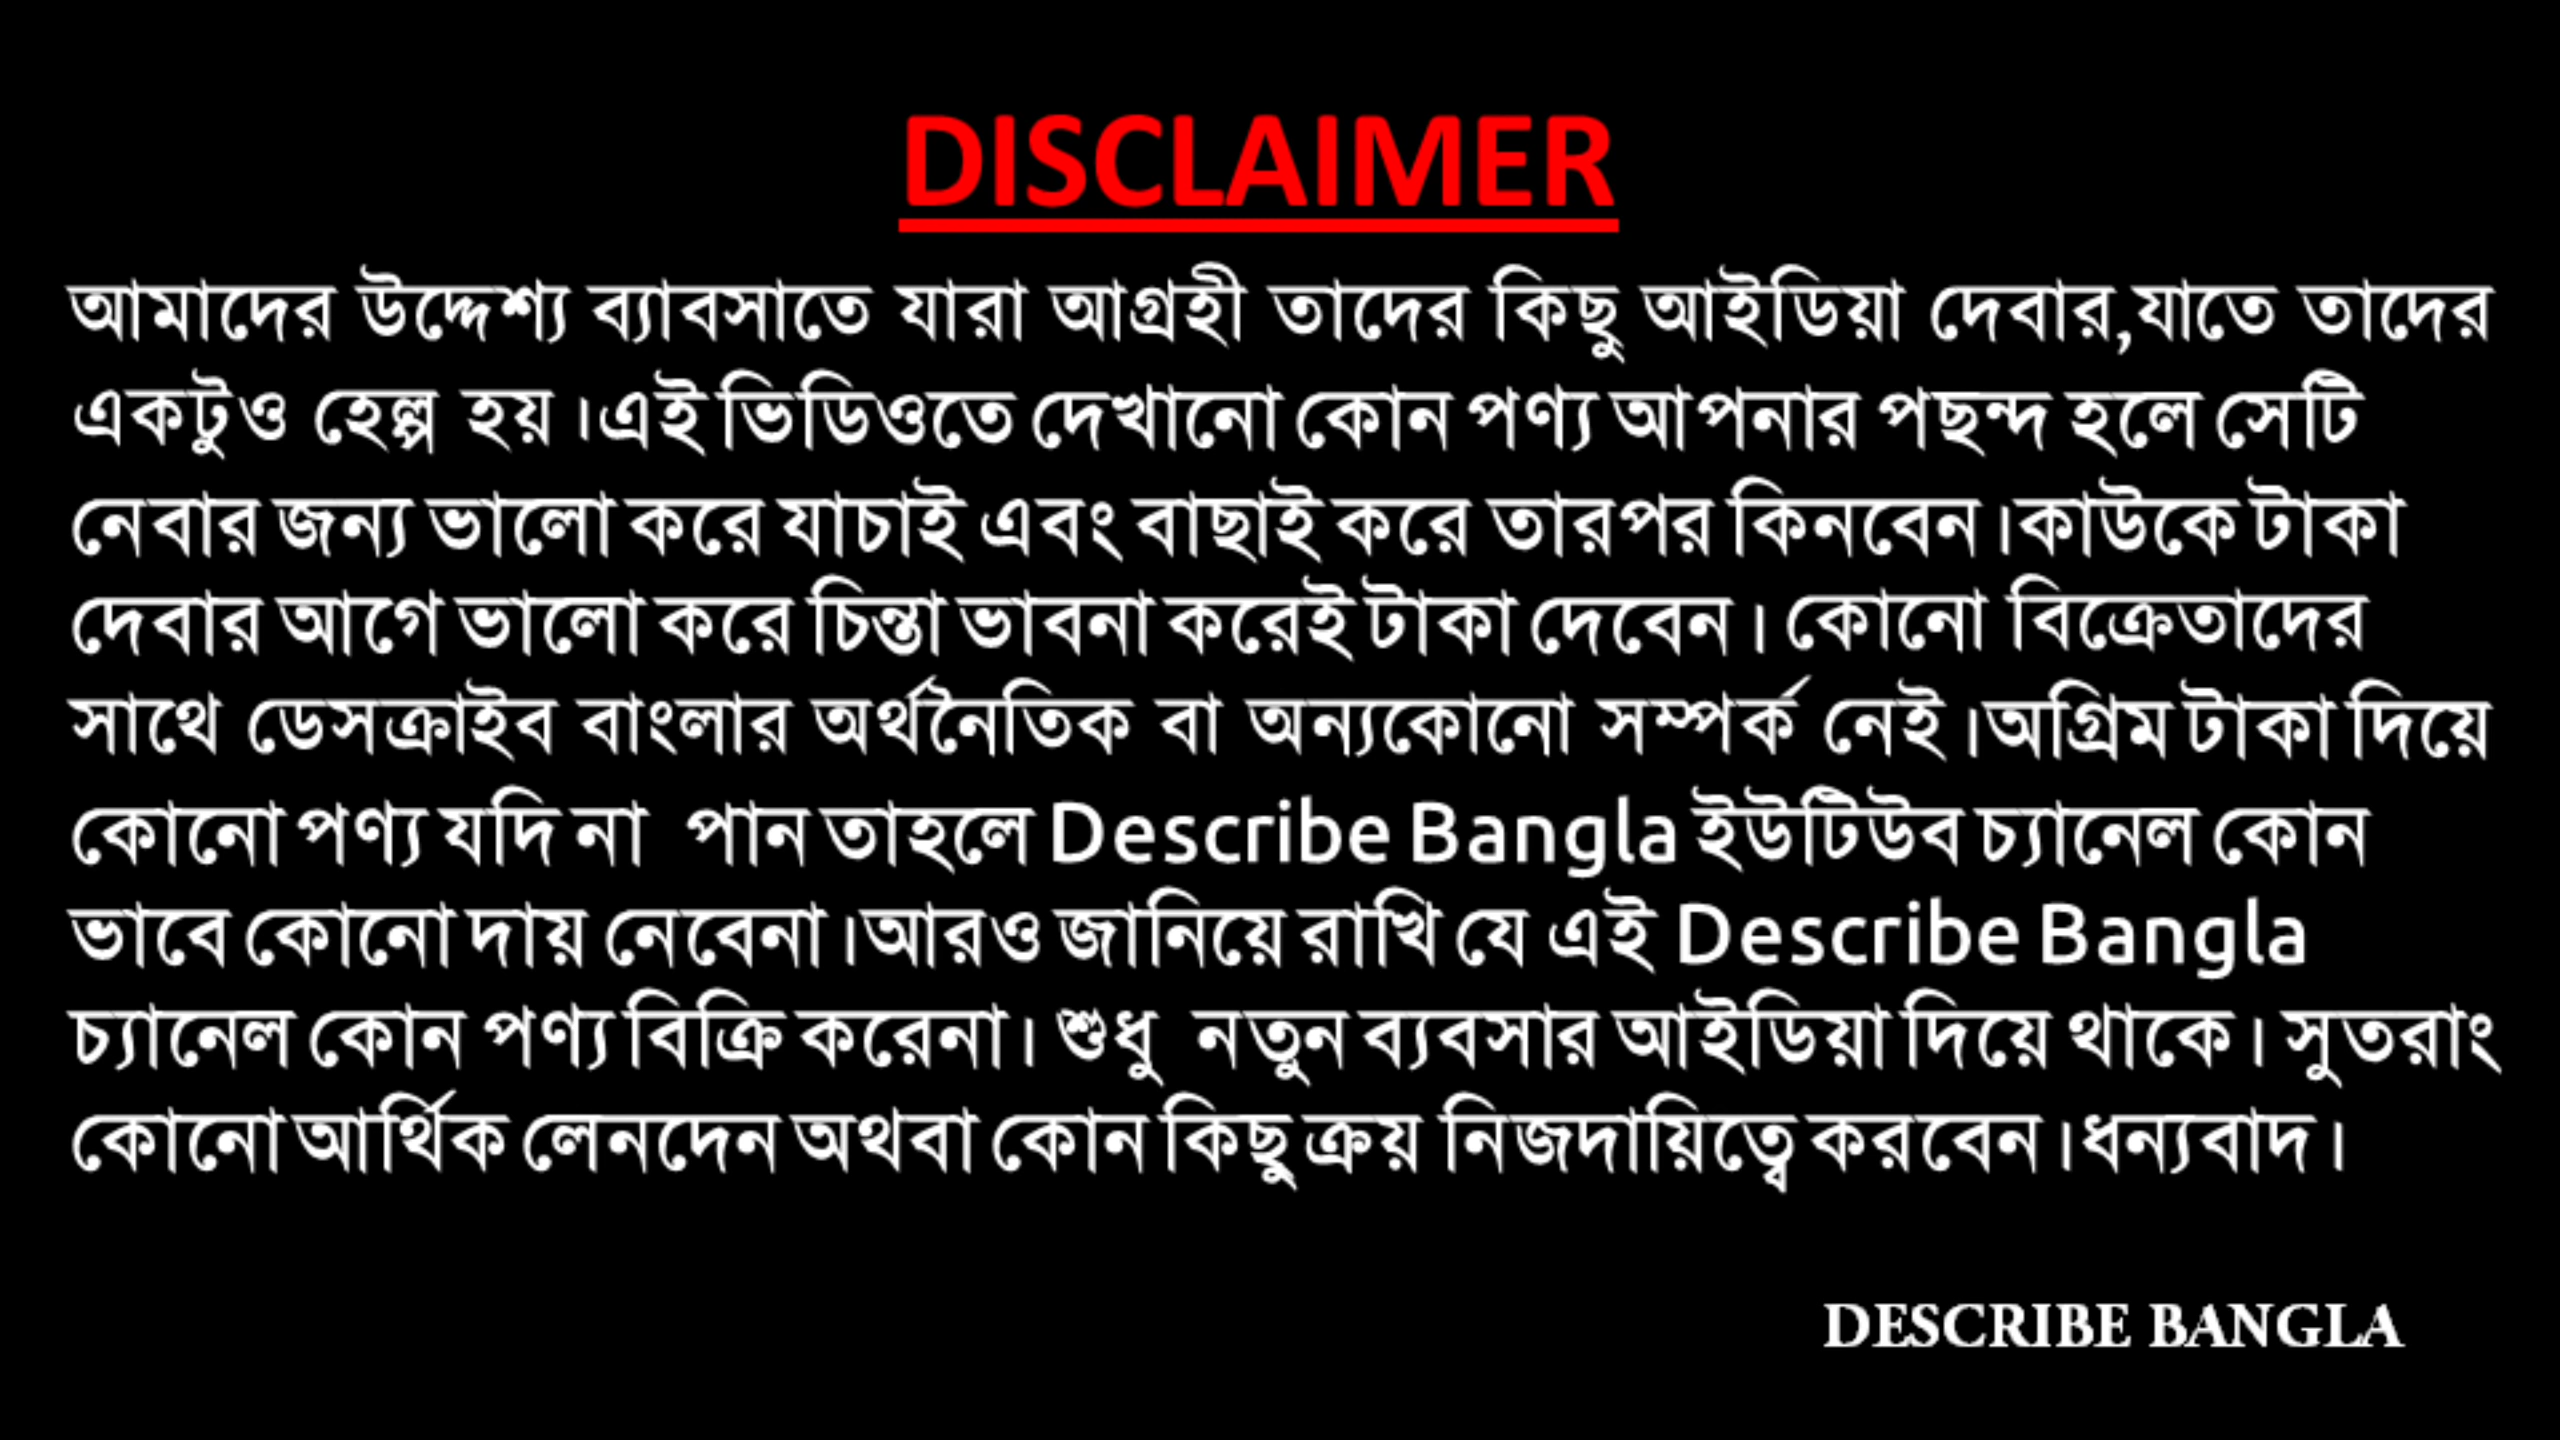 DISCLAIMER
আমাদের উদ্দেশ্য ব্যাবসাতে যারা আগ্রহী তাদের কিছু আইডিয়া দেবার,যাতে তাদের
একটুও হেল্প হয় ।এই ভিডিওতে দেখানো কোন পণ্য আপনার পছন্দ হলে সেটি
নেবার জন্য ভালো করে যাচাই এবং বাছাই করে তারপর কিনবেন ।কাউকে টাকা
দেবার আগে ভালো করে চিন্তা ভাবনা করেই টাকা দেবেন । কোনো বিক্রেতাদের
সাথে ডেসক্রাইব বাংলার অর্থনৈতিক বা অন্যকোনো সম্পর্ক নেই ।অগ্রিম টাকা দিয়ে
কোনো পণ্য যদি না পান তাহলে Describe Bangla ইউটিউব চ্যানেল কোন
ভাবে কোনো দায় নেবেনা ।আরও জানিয়ে রাখি যে এই Describe Bangla
চ্যানেল কোন পণ্য বিক্রি করেনা । শুধু নতুন ব্যবসার আইডিয়া দিয়ে থাকে । সুতরাং
কোনো আর্থিক লেনদেন অথবা কোন কিছু ক্রয় নিজদায়িত্বে করবেন ।ধন্যবাদ ।
DESCRIBE BANGLA